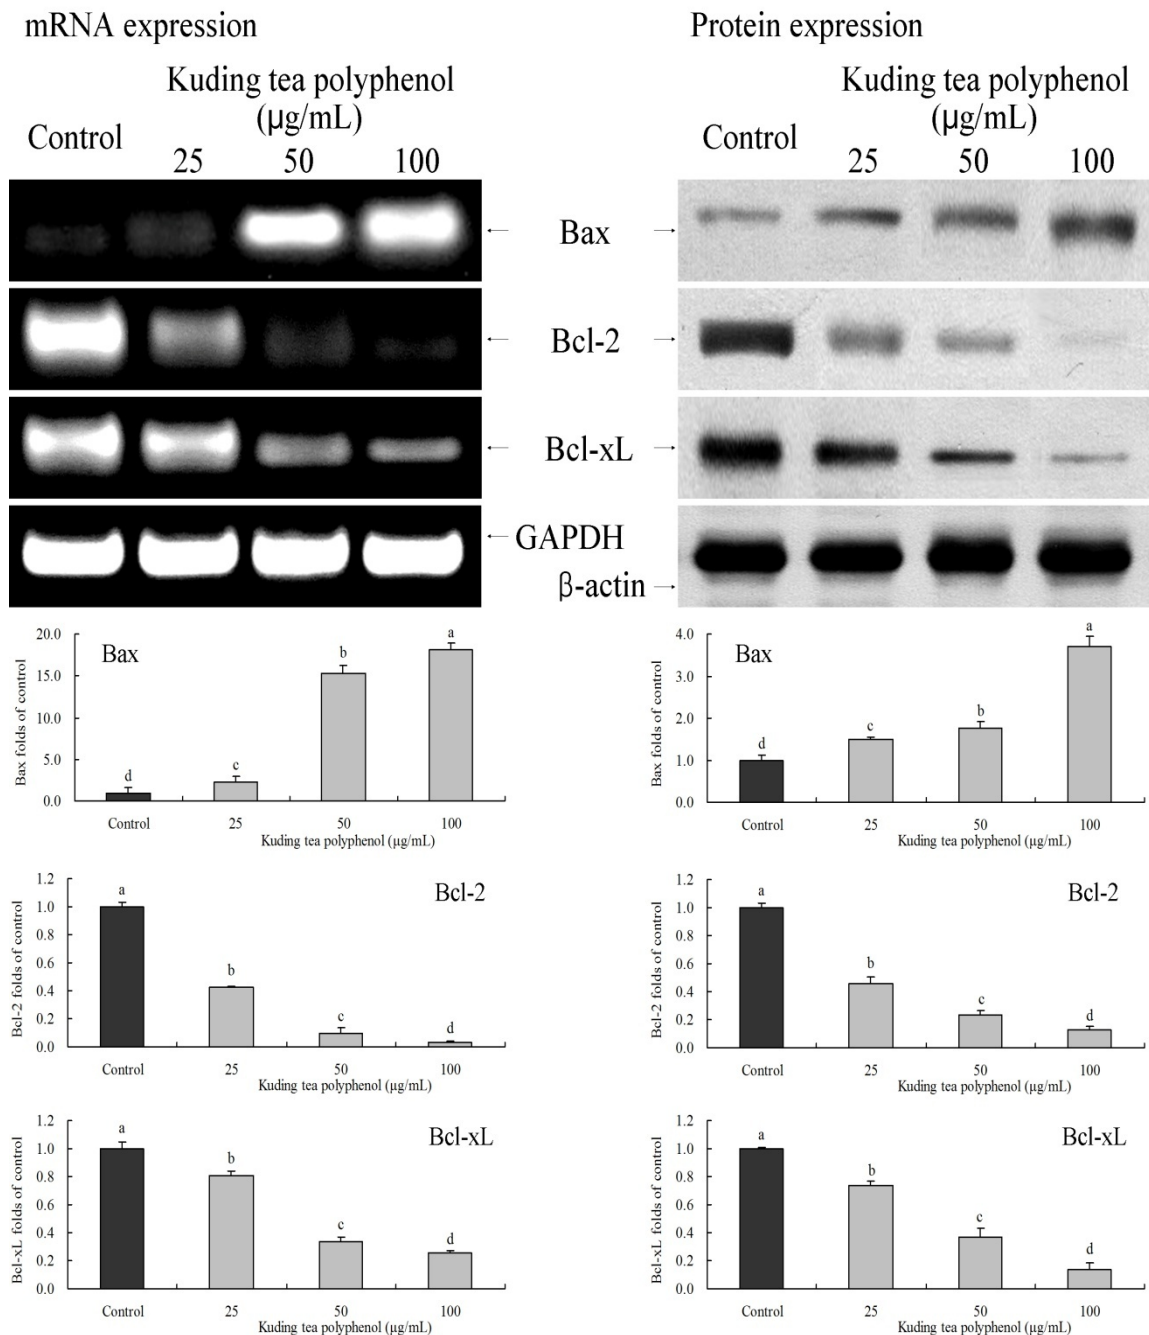 mRNA expression
Protein expression
Kuding tea polyphenol
(µg/mL)
Control
25 50 100
Kuding tea polyphenol
(µg/mL)
Control
25 50 100
Bax
Bcl-2
Bcl-xL
GAPDH
β-actin
Bax
Bax folds of control
20.0
15.0
10.0
5.0
0.0
d c b a
Control 25 50 100
Kuding tea polyphenol (µg/mL)
Bax
Bax folds of control
4.0
3.0
2.0
1.0
0.0
d c b a
Control 25 50 100
Kuding tea polyphenol (µg/mL)
Bcl-2
Bcl-2 folds of control
1.2
1.0
0.8
0.6
0.4
0.2
0.0
a b c d
Control 25 50 100
Kuding tea polyphenol (µg/mL)
Bcl-2
Bcl-2 folds of control
1.2
1.0
0.8
0.6
0.4
0.2
0.0
a b c d
Control 25 50 100
Kuding tea polyphenol (µg/mL)
Bcl-xL
Bcl-xL folds of control
1.2
1.0
0.8
0.6
0.4
0.2
0.0
a b c d
Control 25 50 100
Kuding tea polyphenol (µg/mL)
Bcl-xL
Bcl-xL folds of control
1.2
1.0
0.8
0.6
0.4
0.2
0.0
a b c d
Control 25 50 100
Kuding tea polyphenol (µg/mL)